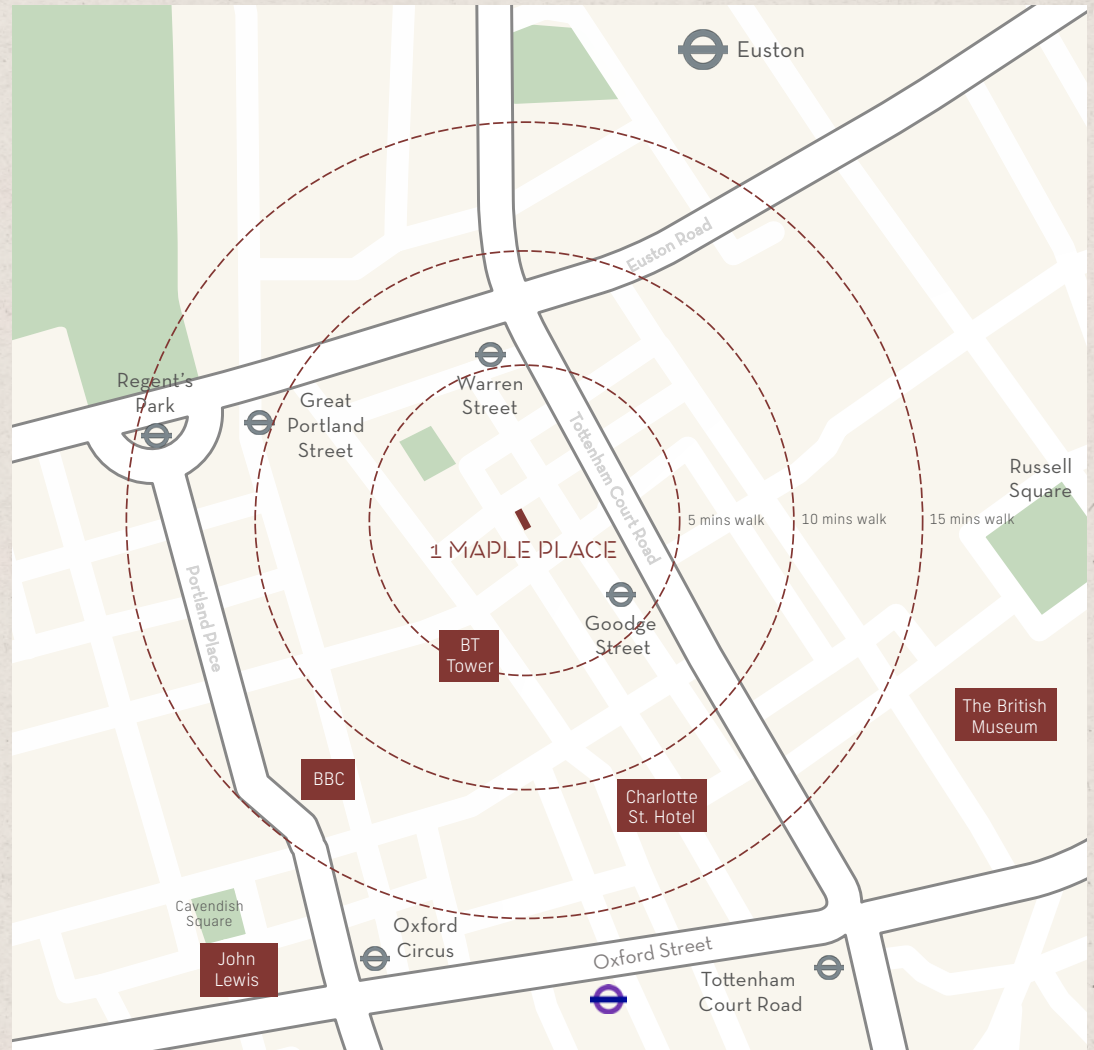 Euston
Euston Road
Regent's
Park
Great
Portland
Street
Warren
Street
Tottenham Court Road
Russell
Square
5 mins walk
10 mins walk
15 mins walk
1 MAPLE PLACE
Portland Place
Goodge
Street
BT
Tower
The British
Museum
BBC
Charlotte
St. Hotel
Cavendish
Square
Oxford
Circus
John
Lewis
Oxford Street
Tottenham
Court Road